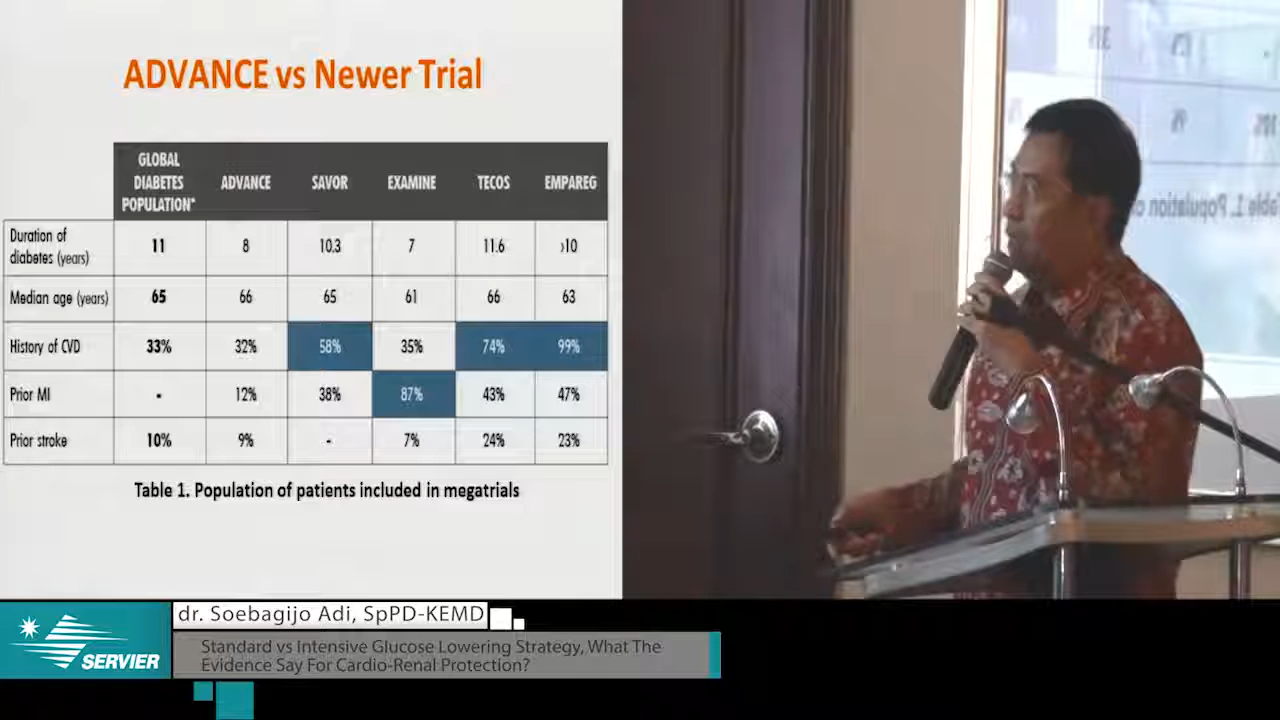 ADVANCE vs Newer Trial
GLOBAL DIABETES POPULATION* ADVANCE SAVOR EXAMINE TECOS EMPAREG
Duration of diabetes (years) 11 8 10.3 7 11.6 ›10
Median age (years) 65 66 65 61 66 63
History of CVD 33% 32% 58% 35% 74% 99%
Prior MI - 12% 38% 87% 43% 47%
Prior stroke 10% 9% - 7% 24% 23%
Table 1. Population of patients included in megatrials
able 1. Population o
dr. Soebagijo Adi, SpPD-KEMD
Standard vs Intensive Glucose Lowering Strategy, What The
Evidence Say For Cardio-Renal Protection?
SERVIER